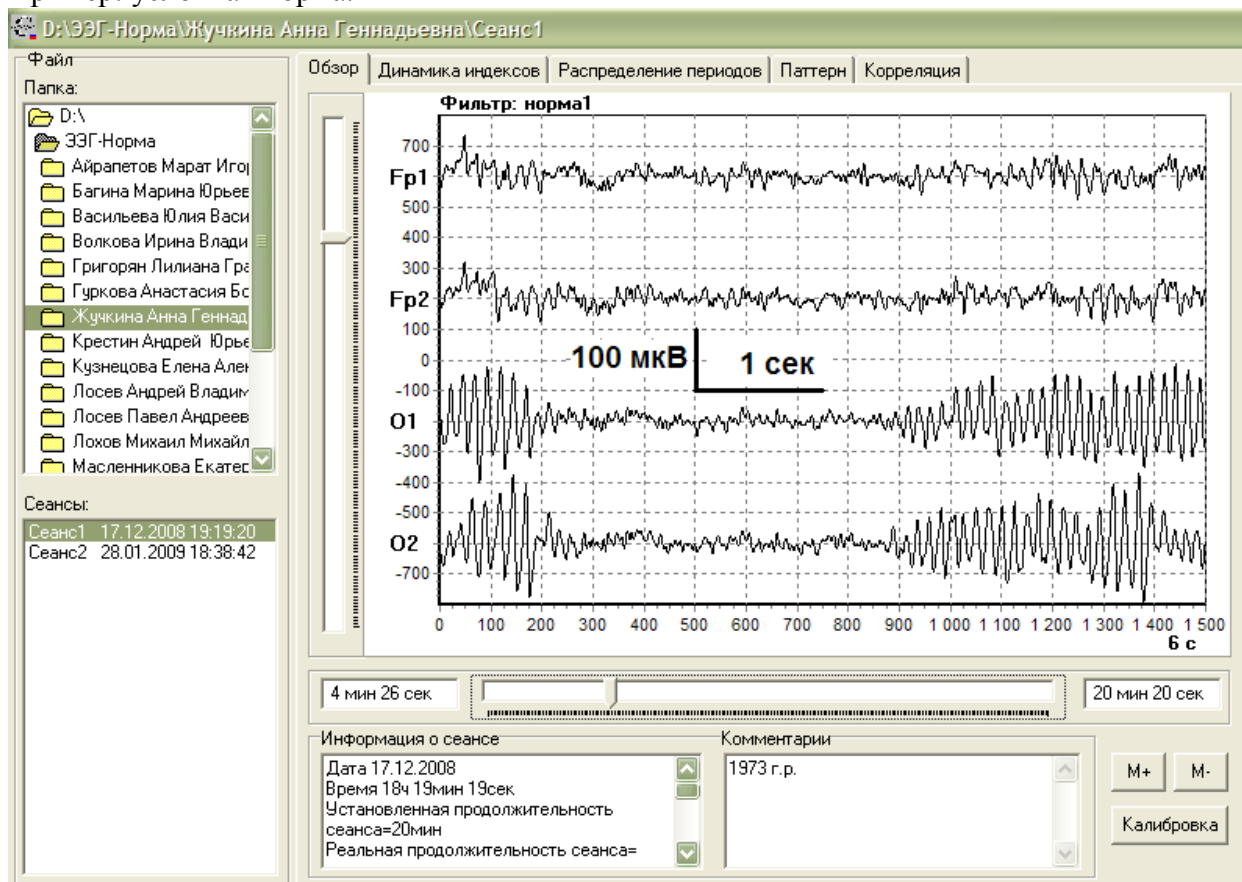 D:\ЭЭГ-Норма\Жучкина Анна Геннадьевна\Сеанс1
Файл
Папка:
D:\
ЭЭГ-Норма
Айрапетов Марат Иго
Багина Марина Юрьев
Васильева Юлия Васи
Волкова Ирина Влади
Григорян Лилиана Гра
Гуркова Анастасия Бо
Жучкина Анна Геннад
Крестин Андрей Юрье
Кузнецова Елена Але
Лосев Андрей Владим
Лосев Павел Андреев
Лохов Михаил Михайл
Масленникова Екатер
Сеансы:
Сеанс1 17.12.2008 19:19:20
Сеанс2 28.01.2009 18:38:42
Обзор Динамика индексов Распределение периодов Паттерн Корреляция
Фильтр: норма1
700
Fp1
500
400
300
Fp2
100
0
100 мкВ 1 сек
-100
O1
-300
-400
-500
O2
-700
0 100 200 300 400 500 600 700 800 900 1 000 1 100 1 200 1 300 1 400 1 500
6 с
4 мин 26 сек
20 мин 20 сек
Информация о сеансе
Дата 17.12.2008
Время 18ч 19мин 19сек
Установленная продолжительность
сеанса=20мин
Реальная продолжительность сеанса=
Комментарии
1973 г.р.
М+ М-
Калибровка